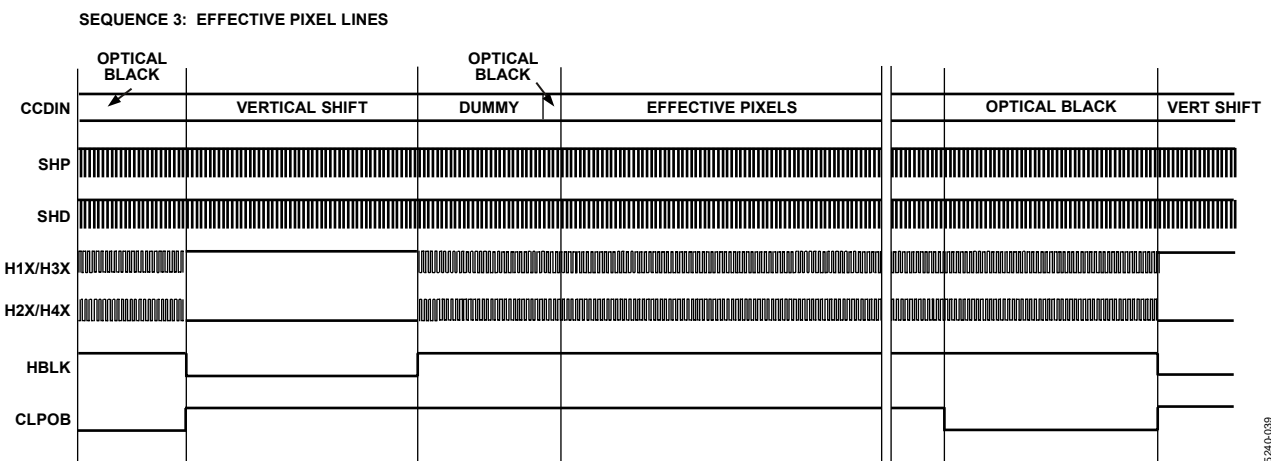 SEQUENCE 3: EFFECTIVE PIXEL LINES
OPTICAL
BLACK
OPTICAL
BLACK
CCDIN
VERTICAL SHIFT
DUMMY
EFFECTIVE PIXELS
OPTICAL BLACK
VERT SHIFT
SHP
SHD
H1X/H3X
H2X/H4X
HBLK
CLPOB